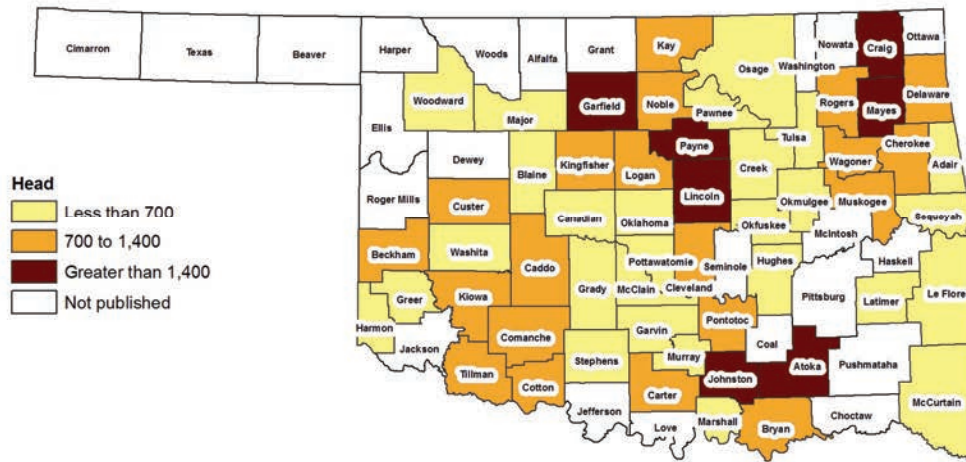 Cimarron
Texas
Beaver
Harper
Woods
Alfalfa
Grant
Kay
Osage
Washington
Nowata
Craig
Ottawa
Woodward
Major
Garfield
Noble
Pawnee
Rogers
Mayes
Delaware
Ellis
Dewey
Blaine
Kingfisher
Logan
Payne
Creek
Tulsa
Wagoner
Cherokee
Adair
Head
Less than 700
700 to 1,400
Greater than 1,400
Not published
Roger Mills
Custer
Canadian
Oklahoma
Lincoln
Okfuskee
Okmulgee
Muskogee
McIntosh
Sequoyah
Beckham
Washita
Caddo
Grady
McClain
Pottawatomie
Cleveland
Seminole
Hughes
Pittsburg
Haskell
Latimer
Le Flore
Greer
Kiowa
Harmon
Jackson
Comanche
Stephens
Garvin
Murray
Pontotoc
Coal
Atoka
Pushmataha
Tillman
Cotton
Jefferson
Carter
Johnston
Love
Marshall
Bryan
Choctaw
McCurtain